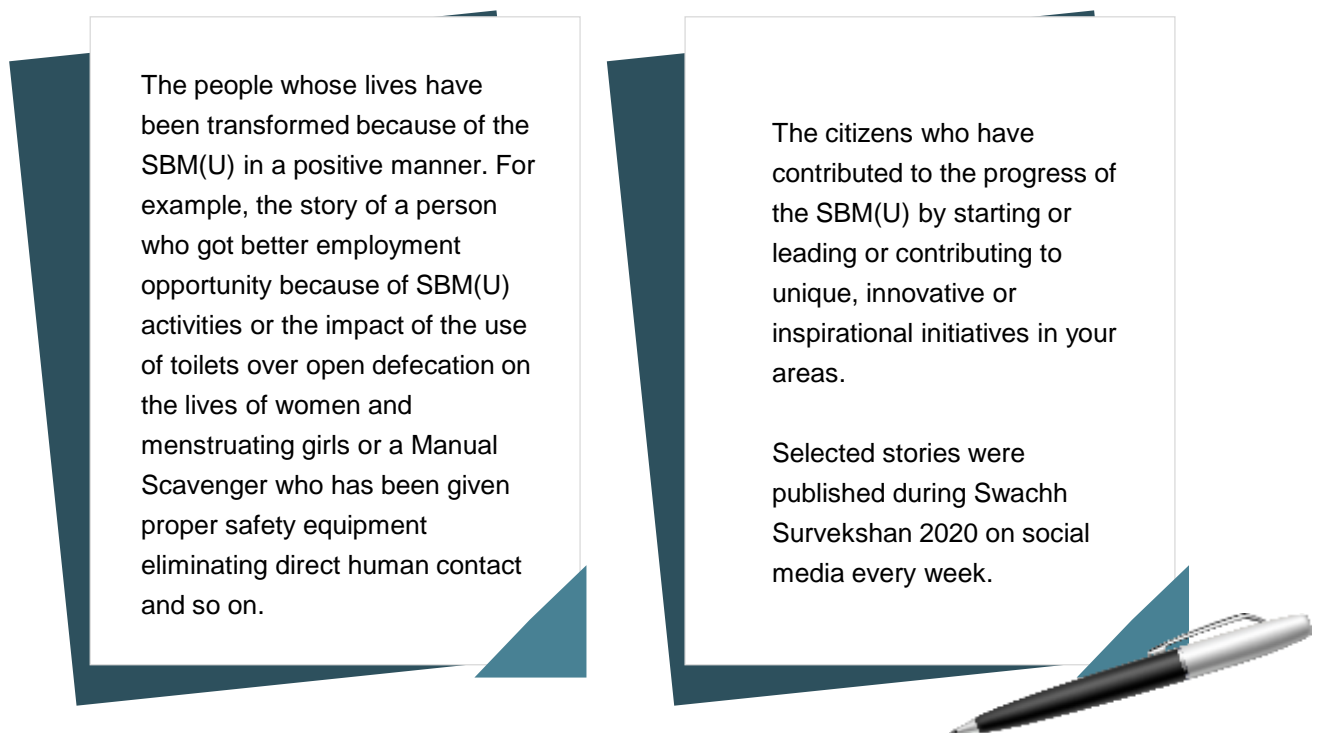 The people whose lives have
been transformed because of the
SBM(U) in a positive manner. For
example, the story of a person
who got better employment
opportunity because of SBM(U)
activities or the impact of the use
of toilets over open defecation on
the lives of women and
menstruating girls or a Manual
Scavenger who has been given
proper safety equipment
eliminating direct human contact
and so on.
The citizens who have
contributed to the progress of
the SBM(U) by starting or
leading or contributing to
unique, innovative or
inspirational initiatives in your
areas.
Selected stories were
published during Swachh
Survekshan 2020 on social
media every week.